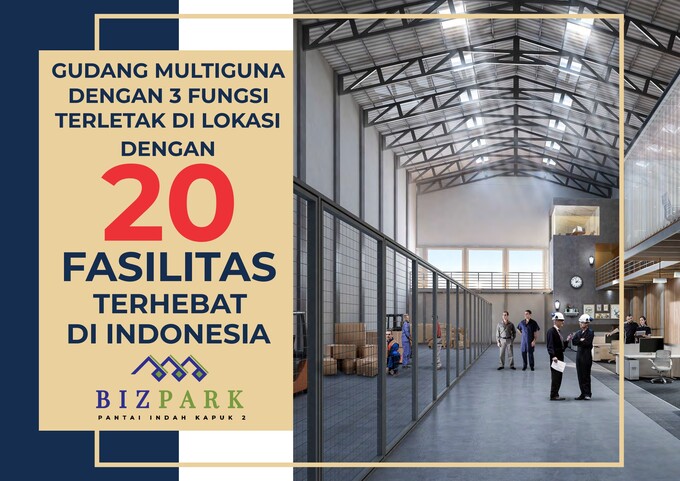 GUDANG MULTIGUNA
DENGAN 3 FUNGSI
TERLETAK DI LOKASI
DENGAN
20
FASILITAS
TERHEBAT
DI INDONESIA
BIZPARK
PANTAI INDAH KAPUK 2